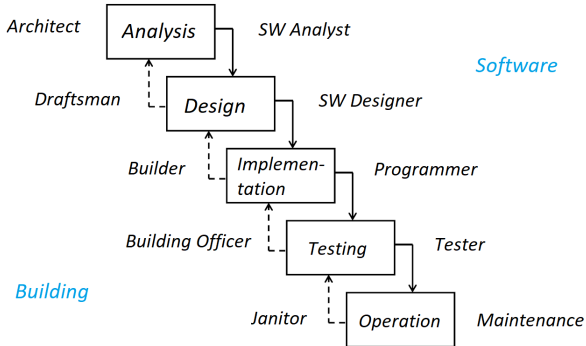 Architect
Analysis
SW Analyst
Software
Draftsman
Design
SW Designer
Builder
Implemen-
tation
Programmer
Building Officer
Testing
Tester
Building
Janitor
Operation
Maintenance